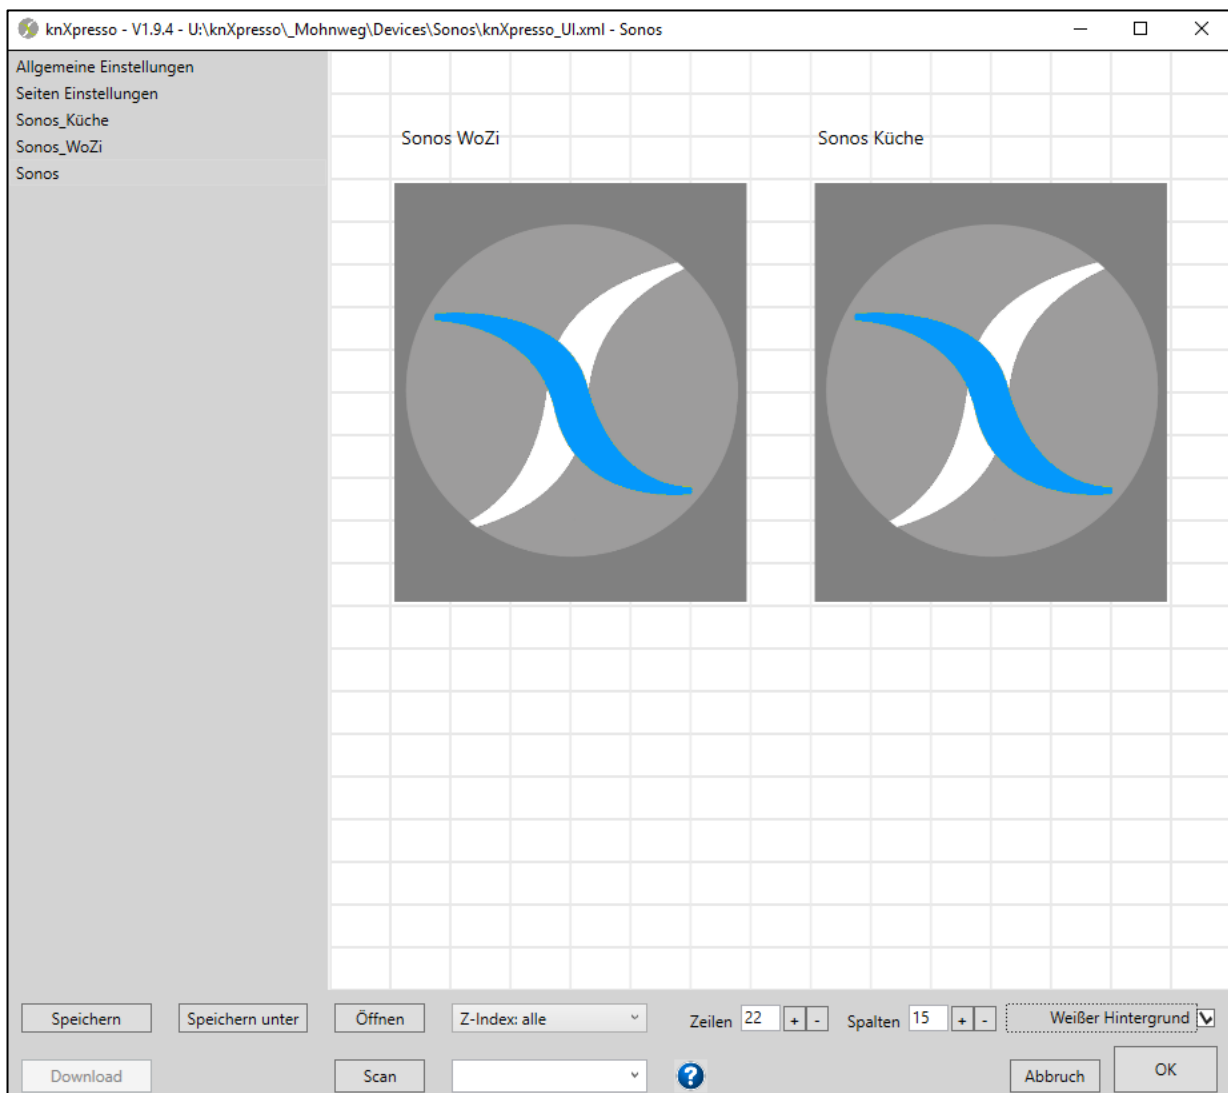 knXpresso - V1.9.4 - U:\knXpresso\_Mohnweg\Devices\Sonos\knXpresso_UI.xml - Sonos
Allgemeine Einstellungen
Seiten Einstellungen
Sonos_Küche
Sonos_WoZi
Sonos
Sonos WoZi
Sonos Küche
Speichern
Speichern unter
Öffnen
Z-Index: alle
Zeilen
22
+
-
Spalten
15
+
-
Weißer Hintergrund
Download
Scan
?
Abbruch
OK